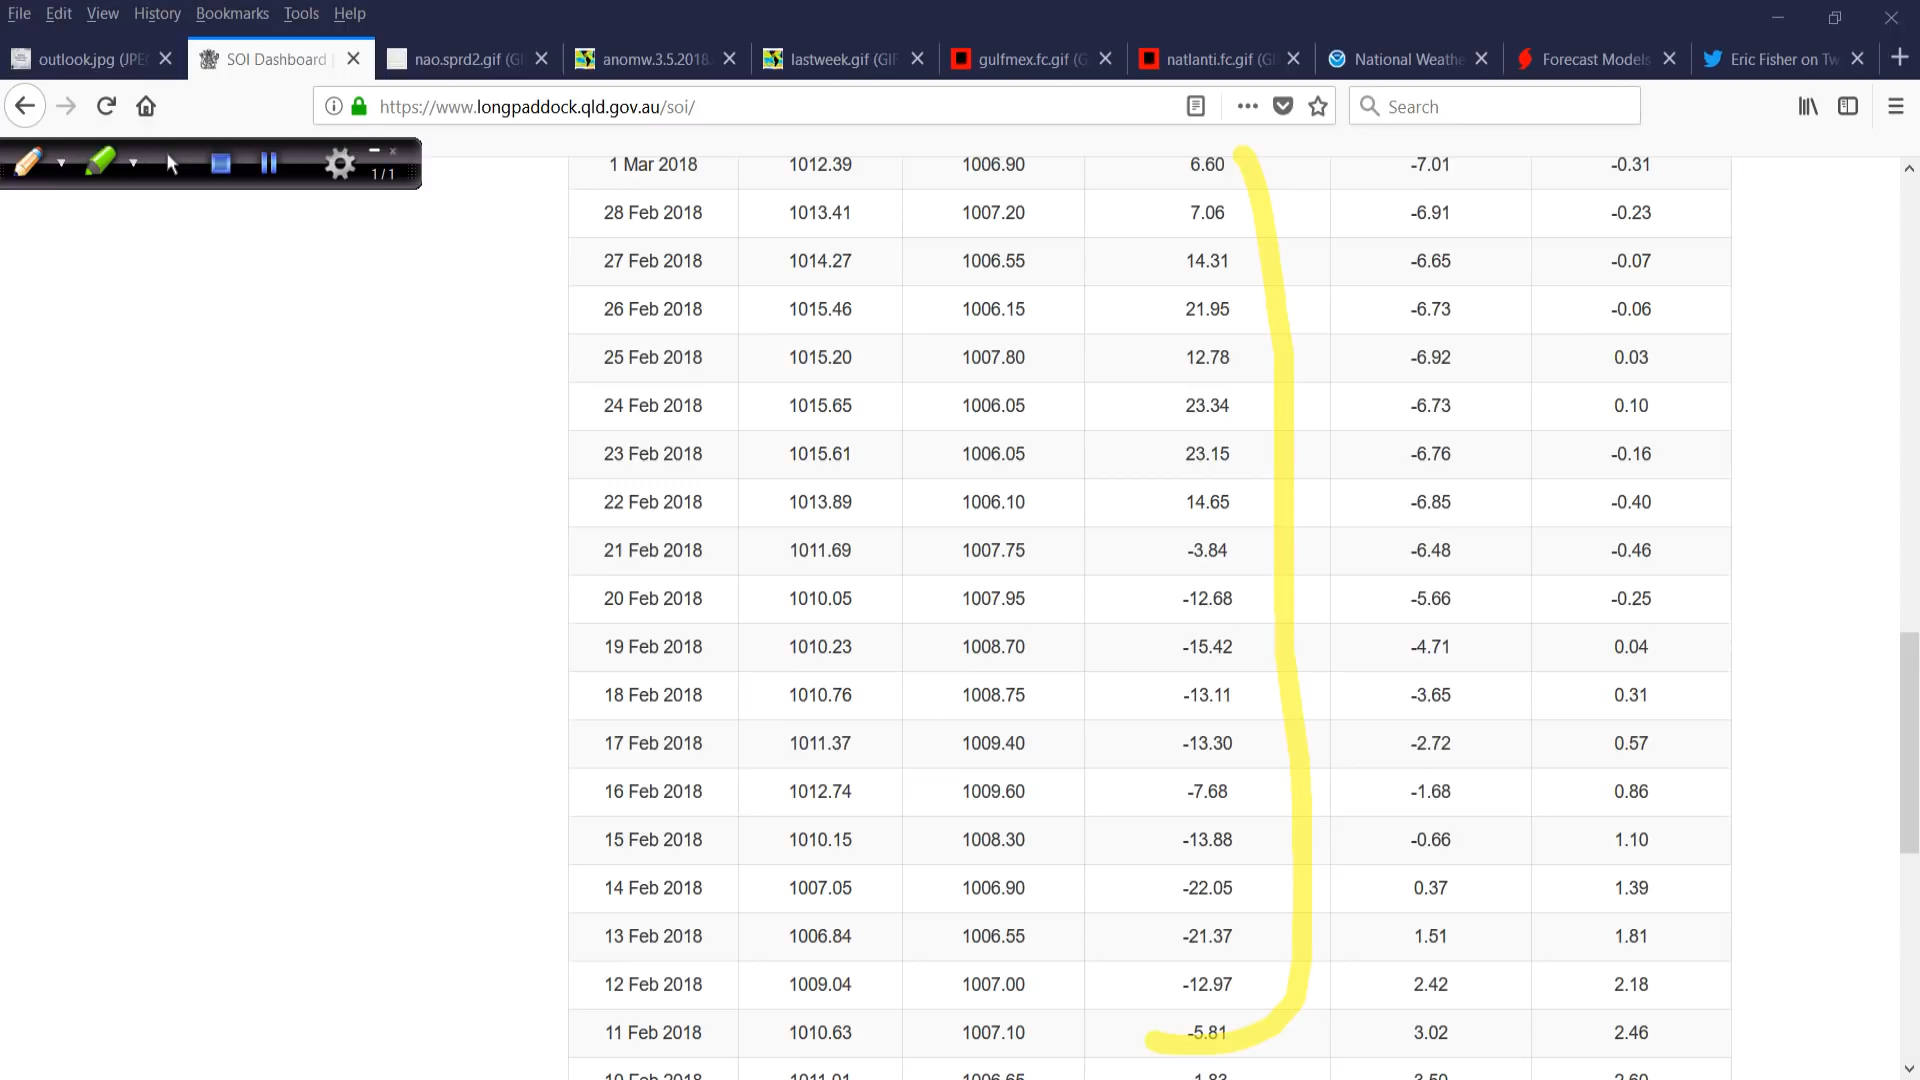 File Edit View History Bookmarks Tools Help
outlook.jpg (JPE SOI Dashboard | nao.sprd2.gif (GI anomw.3.5.2018. lastweek.gif (GIF gulfmex.fc.gif (G natlanti.fc.gif (GI National Weathe Forecast Models Eric Fisher on Tw
https://www.longpaddock.qld.gov.au/soi/ Search
1/1
1 Mar 2018 1012.39 1006.90 6.60 -7.01 -0.31
28 Feb 2018 1013.41 1007.20 7.06 -6.91 -0.23
27 Feb 2018 1014.27 1006.55 14.31 -6.65 -0.07
26 Feb 2018 1015.46 1006.15 21.95 -6.73 -0.06
25 Feb 2018 1015.20 1007.80 12.78 -6.92 0.03
24 Feb 2018 1015.65 1006.05 23.34 -6.73 0.10
23 Feb 2018 1015.61 1006.05 23.15 -6.76 -0.16
22 Feb 2018 1013.89 1006.10 14.65 -6.85 -0.40
21 Feb 2018 1011.69 1007.75 -3.84 -6.48 -0.46
20 Feb 2018 1010.05 1007.95 -12.68 -5.66 -0.25
19 Feb 2018 1010.23 1008.70 -15.42 -4.71 0.04
18 Feb 2018 1010.76 1008.75 -13.11 -3.65 0.31
17 Feb 2018 1011.37 1009.40 -13.30 -2.72 0.57
16 Feb 2018 1012.74 1009.60 -7.68 -1.68 0.86
15 Feb 2018 1010.15 1008.30 -13.88 -0.66 1.10
14 Feb 2018 1007.05 1006.90 -22.05 0.37 1.39
13 Feb 2018 1006.84 1006.55 -21.37 1.51 1.81
12 Feb 2018 1009.04 1007.00 -12.97 2.42 2.18
11 Feb 2018 1010.63 1007.10 -5.81 3.02 2.46